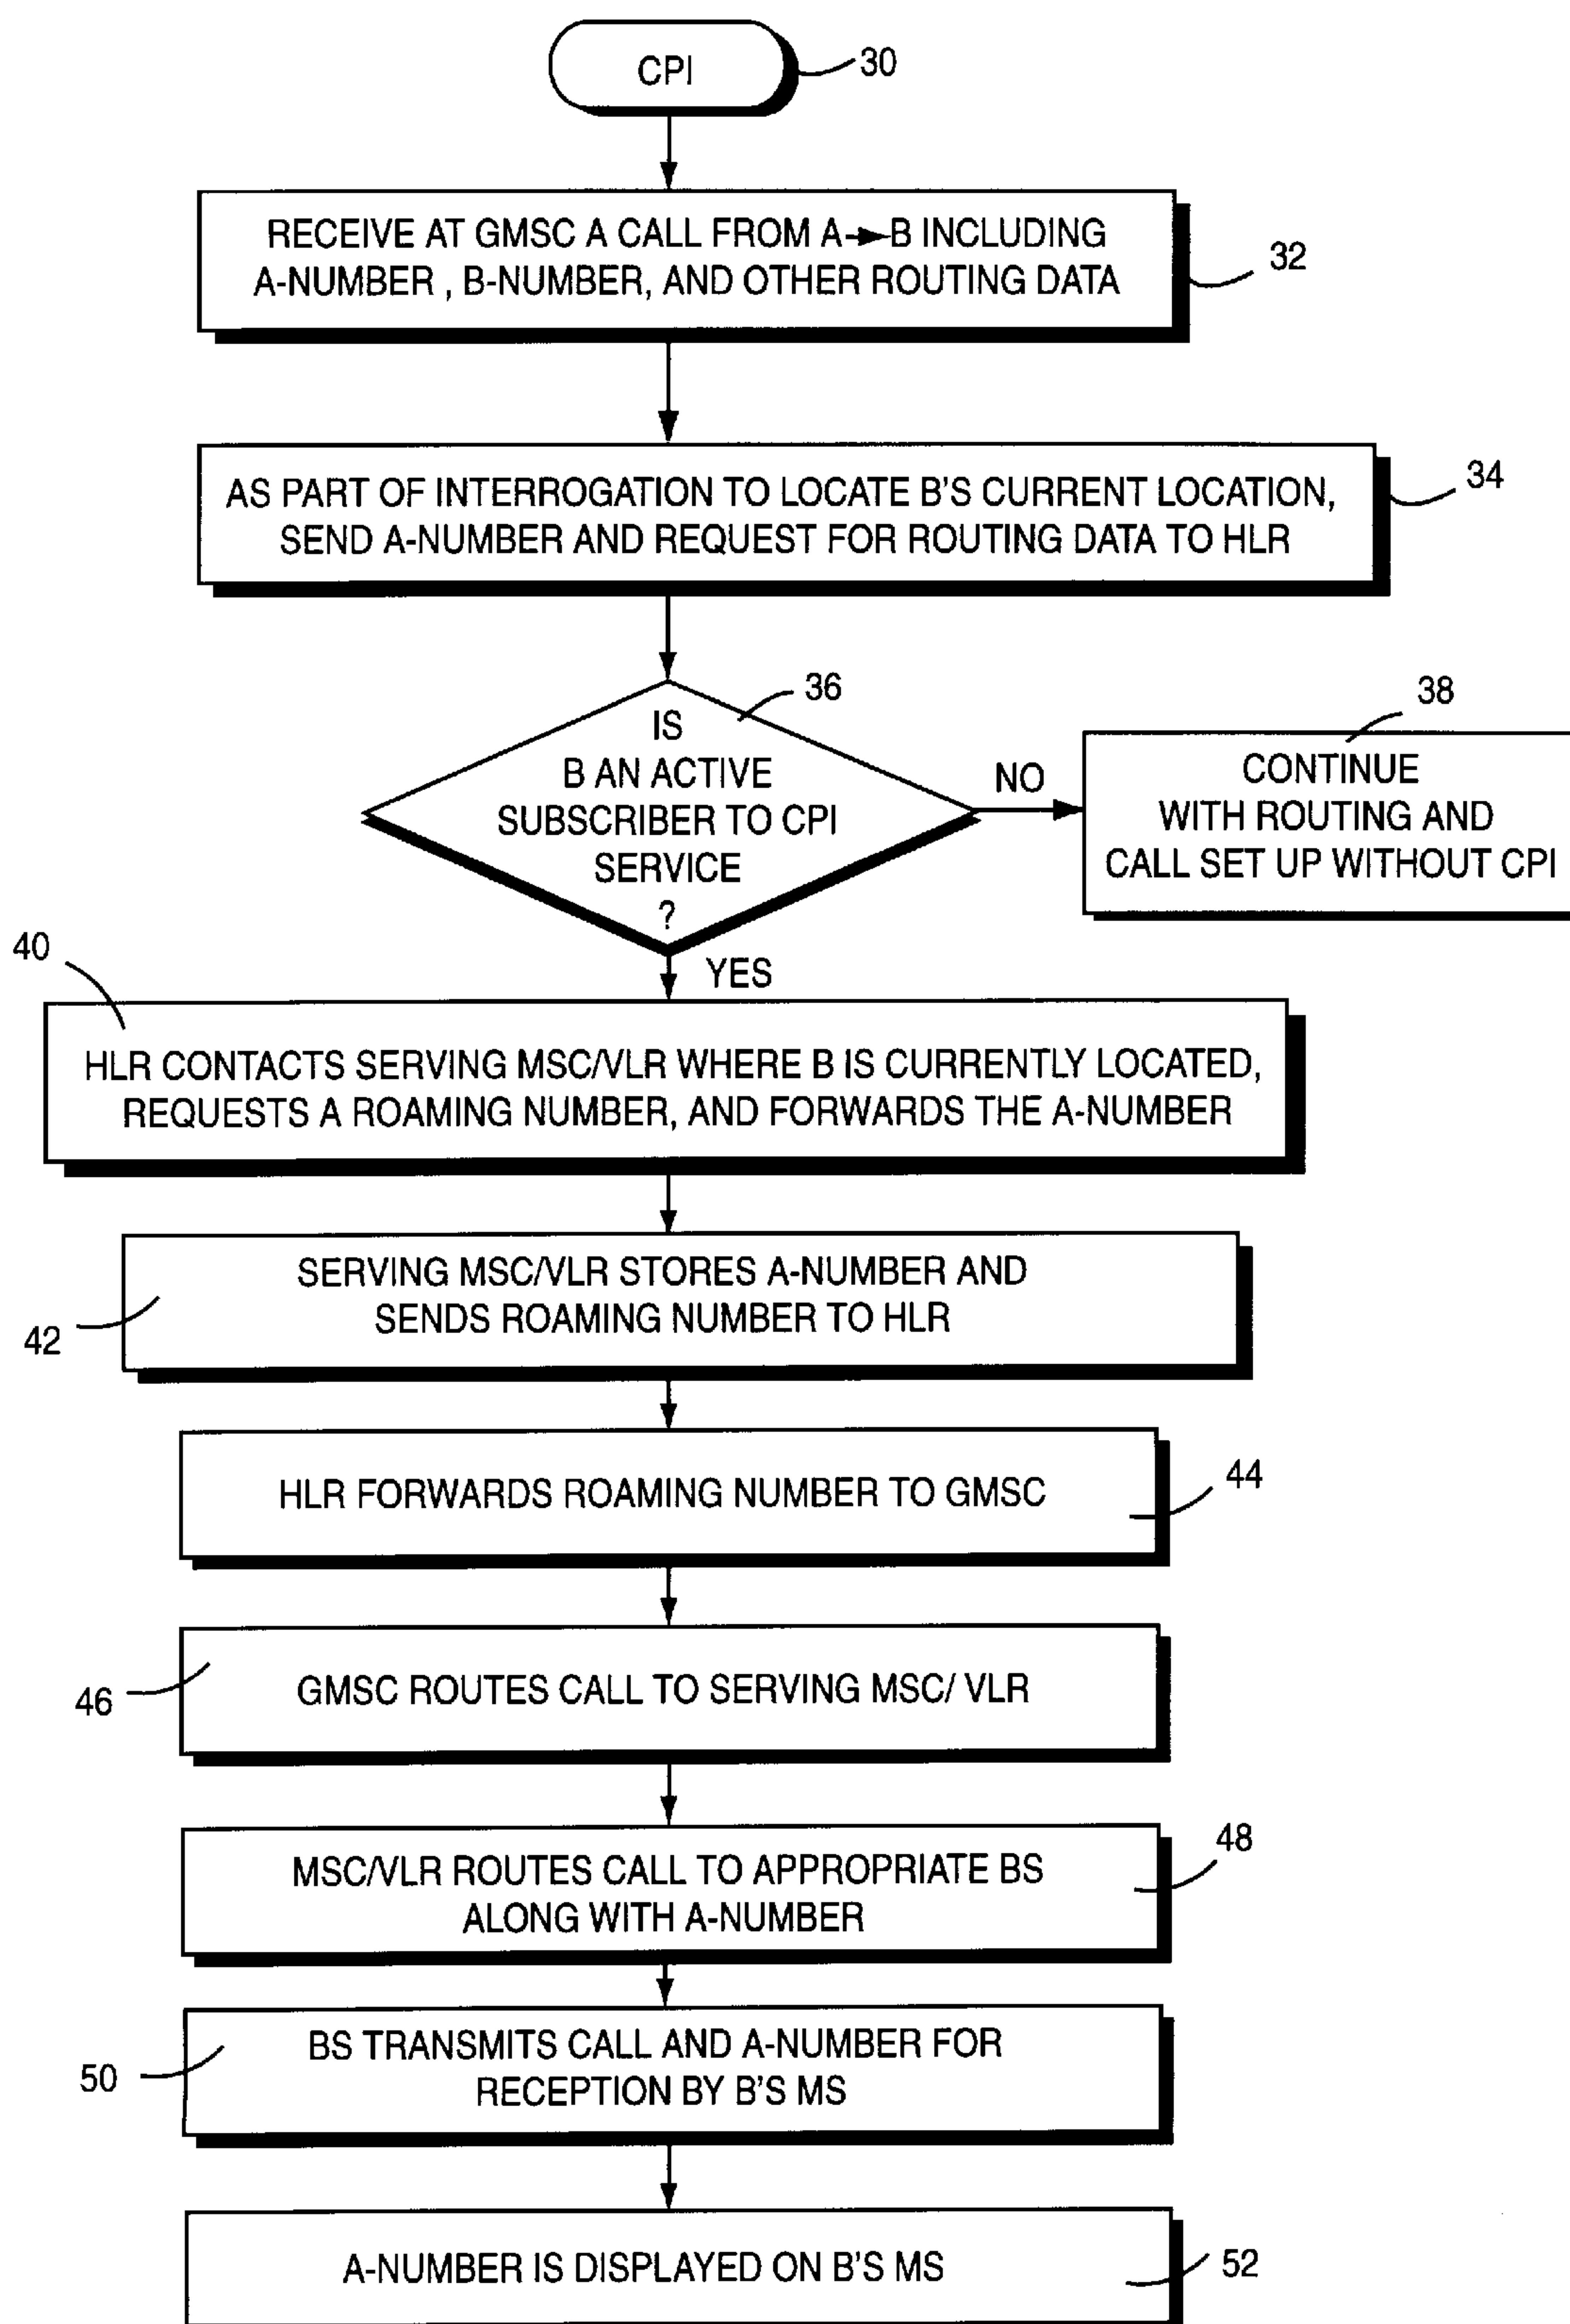 CPI
30
RECEIVE AT GMSC A CALL FROM A→B INCLUDING
A-NUMBER , B-NUMBER, AND OTHER ROUTING DATA
32
AS PART OF INTERROGATION TO LOCATE B'S CURRENT LOCATION,
SEND A-NUMBER AND REQUEST FOR ROUTING DATA TO HLR
34
36
IS
B AN ACTIVE
SUBSCRIBER TO CPI
SERVICE
?
NO
38
CONTINUE
WITH ROUTING AND
CALL SET UP WITHOUT CPI
YES
40
HLR CONTACTS SERVING MSC/VLR WHERE B IS CURRENTLY LOCATED,
REQUESTS A ROAMING NUMBER, AND FORWARDS THE A-NUMBER
SERVING MSC/VLR STORES A-NUMBER AND
SENDS ROAMING NUMBER TO HLR
42
HLR FORWARDS ROAMING NUMBER TO GMSC
44
GMSC ROUTES CALL TO SERVING MSC/ VLR
46
48
MSC/VLR ROUTES CALL TO APPROPRIATE BS
ALONG WITH A-NUMBER
BS TRANSMITS CALL AND A-NUMBER FOR
RECEPTION BY B'S MS
50
A-NUMBER IS DISPLAYED ON B'S MS
52